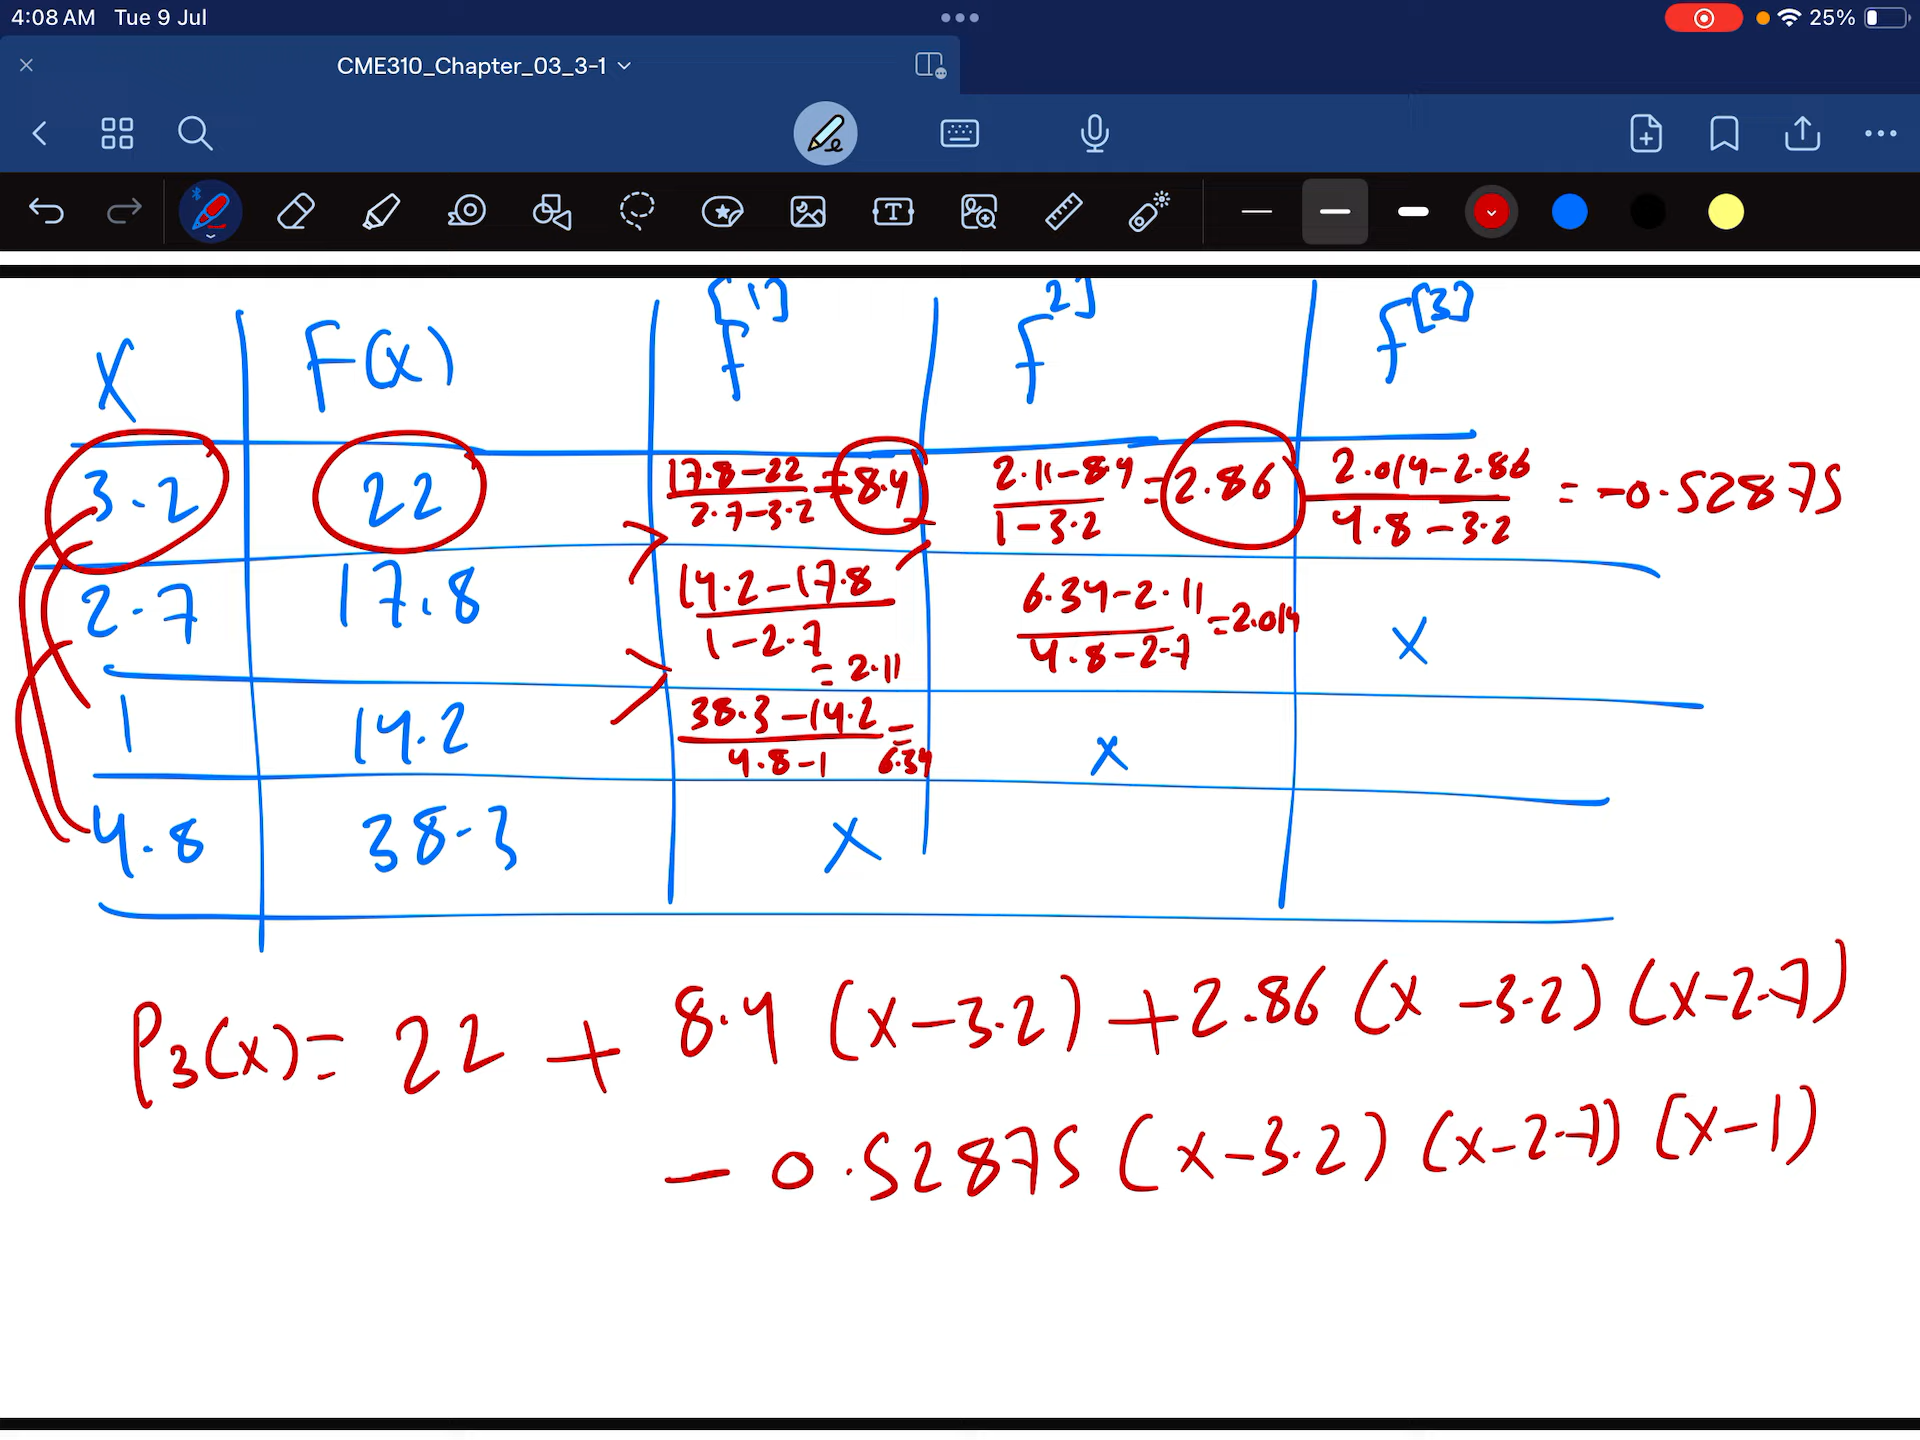 4:08 AM Tue 9 Jul 25%
CME310_Chapter_03_3-1
x F(x) f^[1] f^2] f^[3]
3.2 22 (17.8-22)/(2.7-3.2) = 8.4 (2.11-8.4)/(1-3.2) = 2.86 (2.014-2.86)/(4.8-3.2) = -0.52875
2.7 17.8 (14.2-17.8)/(1-2.7) = 2.11 (6.34-2.11)/(4.8-2.7) = 2.014 x
1 14.2 (38.3-14.2)/(4.8-1) = 6.34 x
4.8 38.3 x
P3(x) = 22 + 8.4 (x-3.2) + 2.86 (x-3.2) (x-2.7)
- 0.52875 (x-3.2) (x-2.7) (x-1)